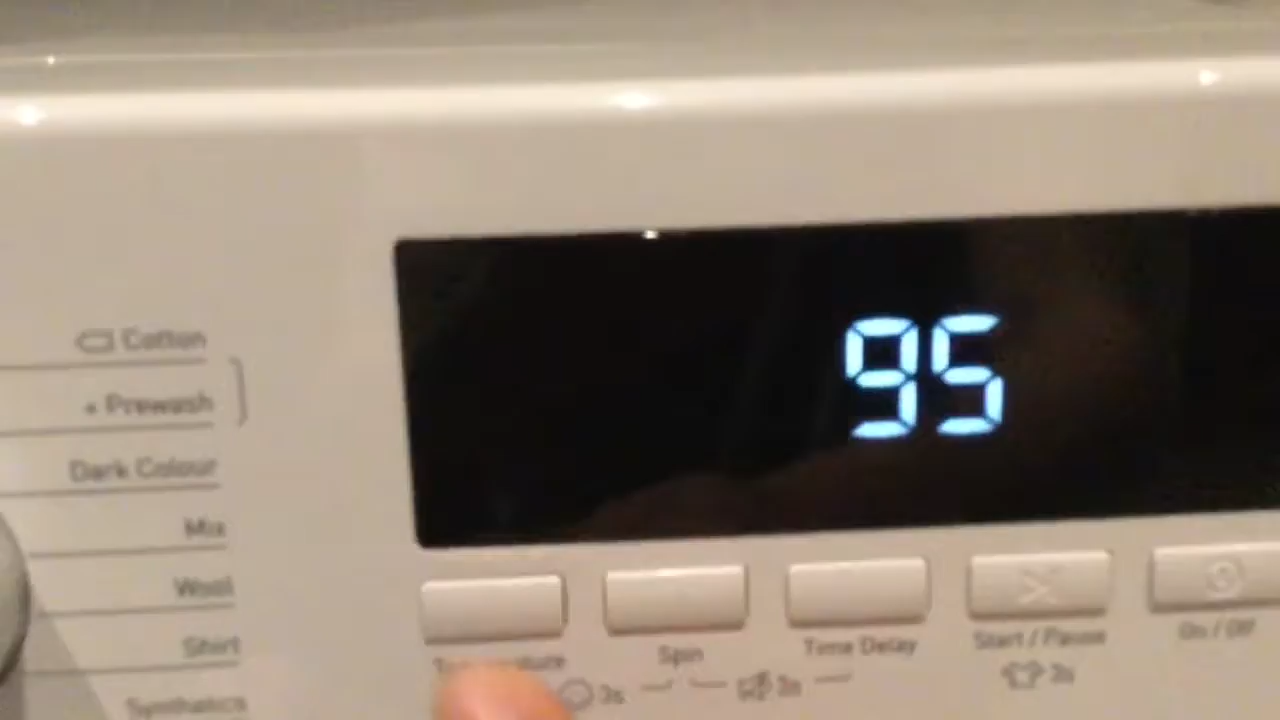 Cotton
+ Prewash
Dark Colour
Mix
Wool
Shirt
Synthetics
95
Spin
Time Delay
Start / Pause
On / Off
3s
3s
3s